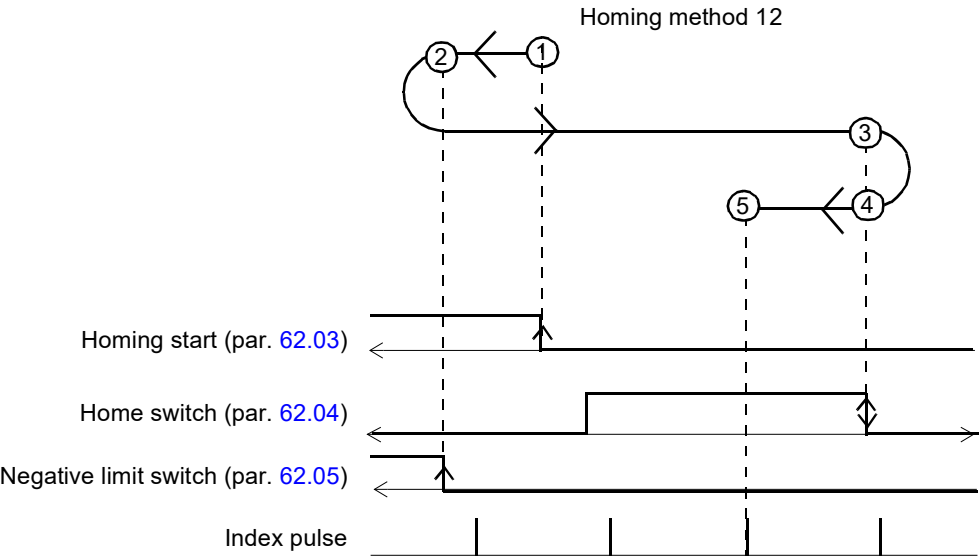 Homing method 12
2 1
3
5 4
Homing start (par. 62.03)
Home switch (par. 62.04)
Negative limit switch (par. 62.05)
Index pulse